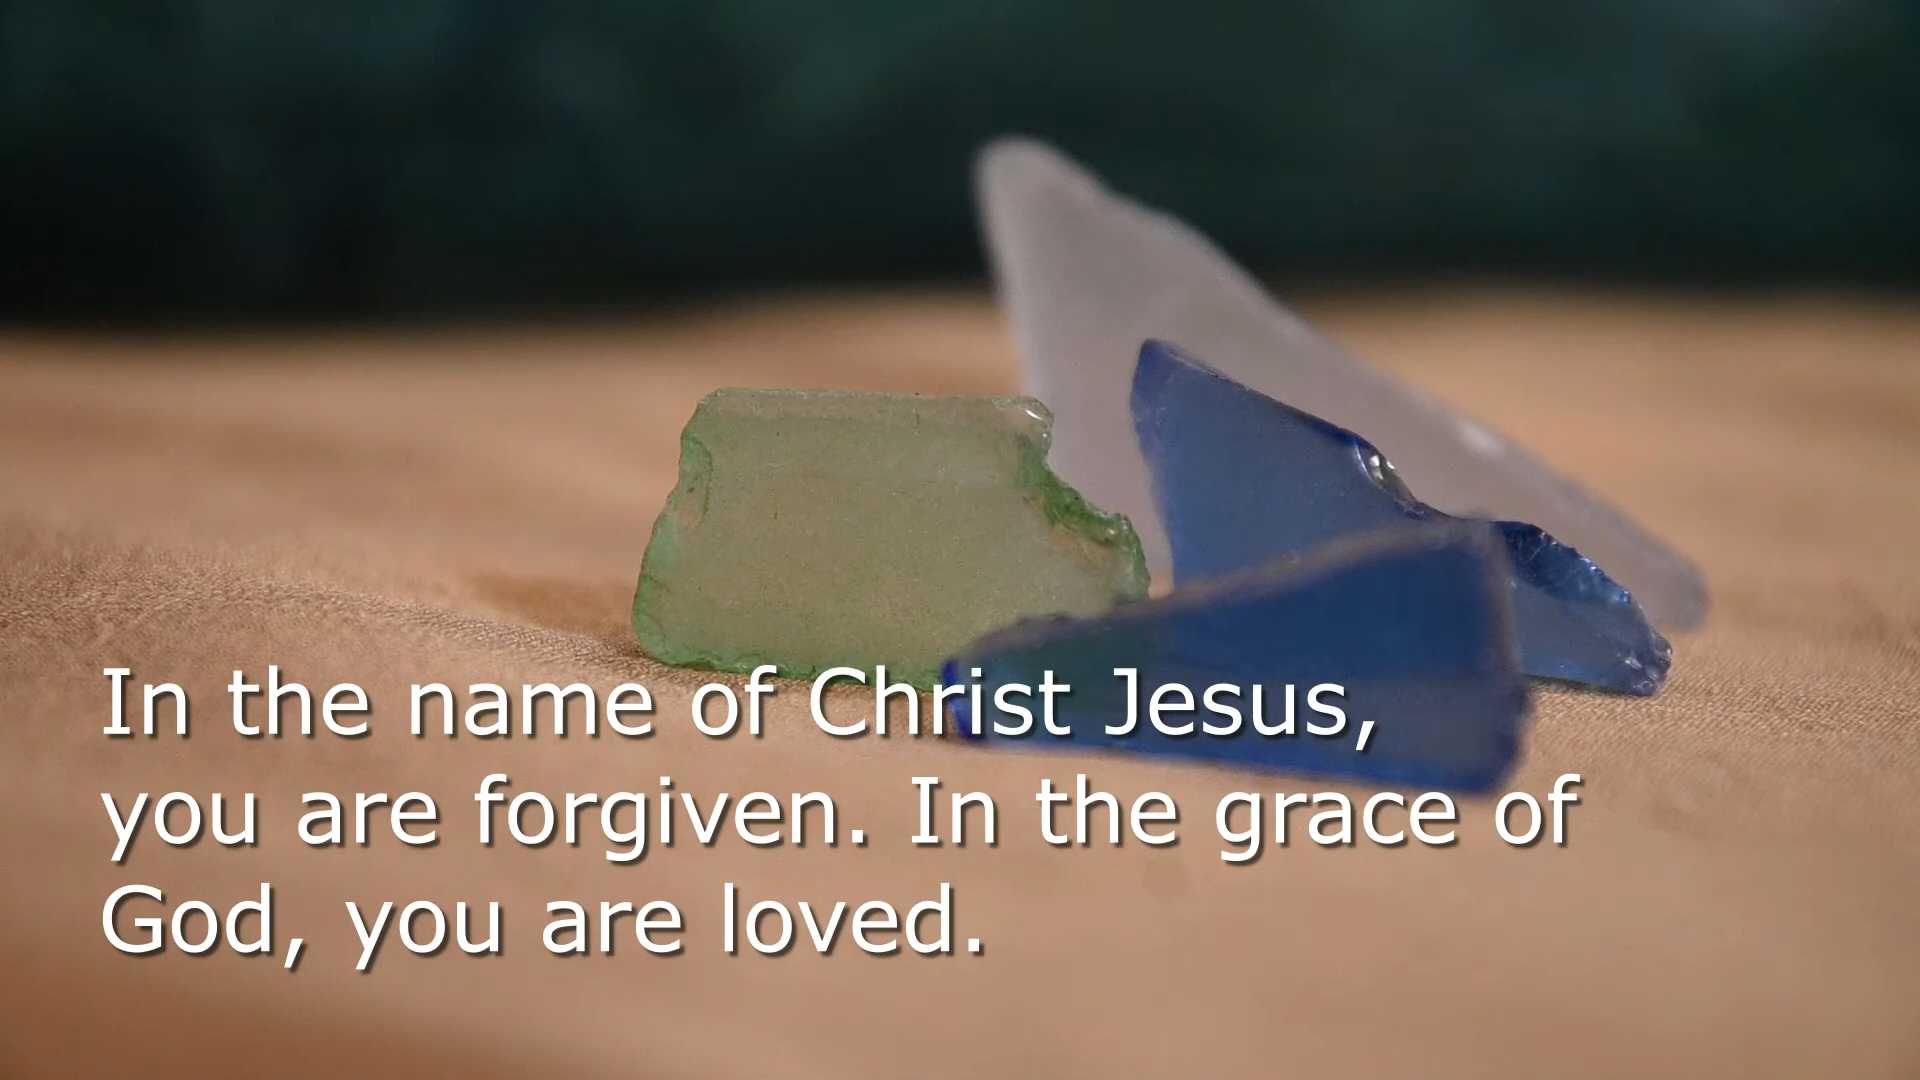 In the name of Christ Jesus,
you are forgiven. In the grace of
God, you are loved.